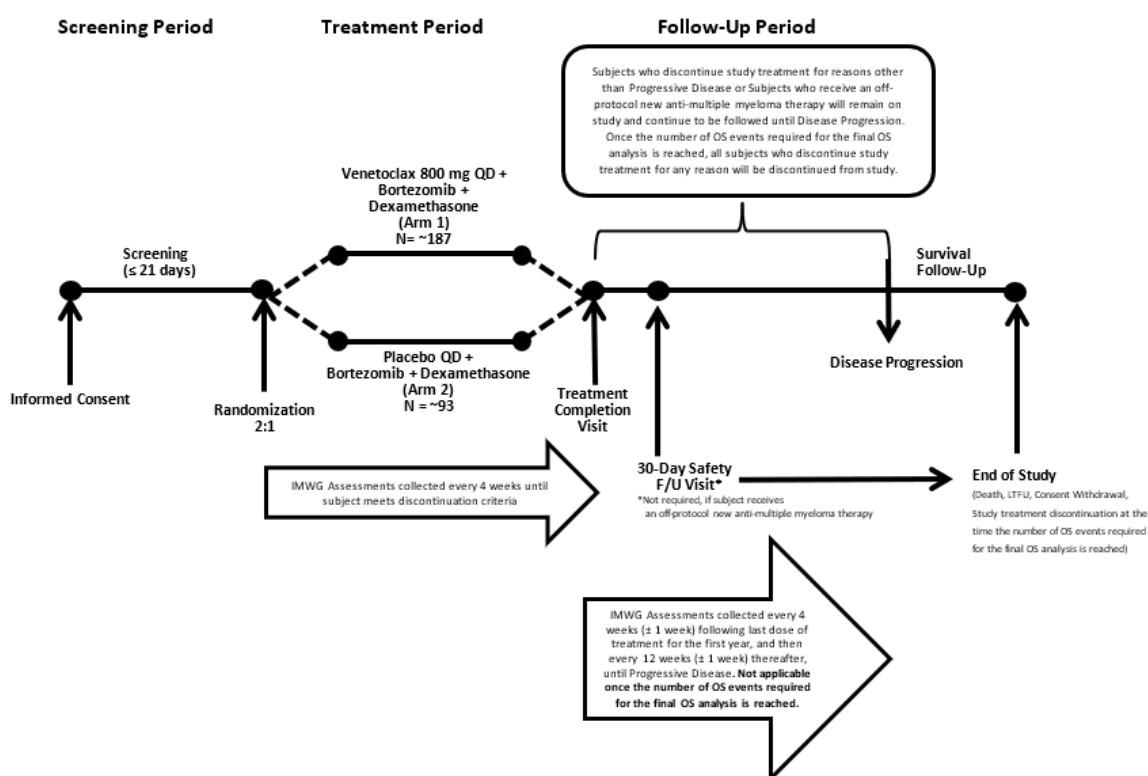 Screening Period
Treatment Period
Follow-Up Period
Subjects who discontinue study treatment for reasons other
than Progressive Disease or Subjects who receive an off-
protocol new anti-multiple myeloma therapy will remain on
study and continue to be followed until Disease Progression.
Once the number of OS events required for the final OS
analysis is reached, all subjects who discontinue study
treatment for any reason will be discontinued from study.
Venetoclax 800 mg QD +
Bortezomib +
Dexamethasone
(Arm 1)
N= ~187
Screening
(≤ 21 days)
Survival
Follow-Up
Placebo QD +
Bortezomib + Dexamethasone
(Arm 2)
N = ~93
Disease Progression
Informed Consent
Randomization
2:1
Treatment
Completion
Visit
IMWG Assessments collected every 4 weeks until
subject meets discontinuation criteria
30-Day Safety
F/U Visit*
*Not required, if subject receives
an off-protocol new anti-multiple myeloma therapy
End of Study
(Death, LTFU, Consent Withdrawal,
Study treatment discontinuation at the
time the number of OS events required
for the final OS analysis is reached)
IMWG Assessments collected every 4
weeks (± 1 week) following last dose of
treatment for the first year, and then
every 12 weeks (± 1 week) thereafter,
until Progressive Disease. Not applicable
once the number of OS events required
for the final OS analysis is reached.